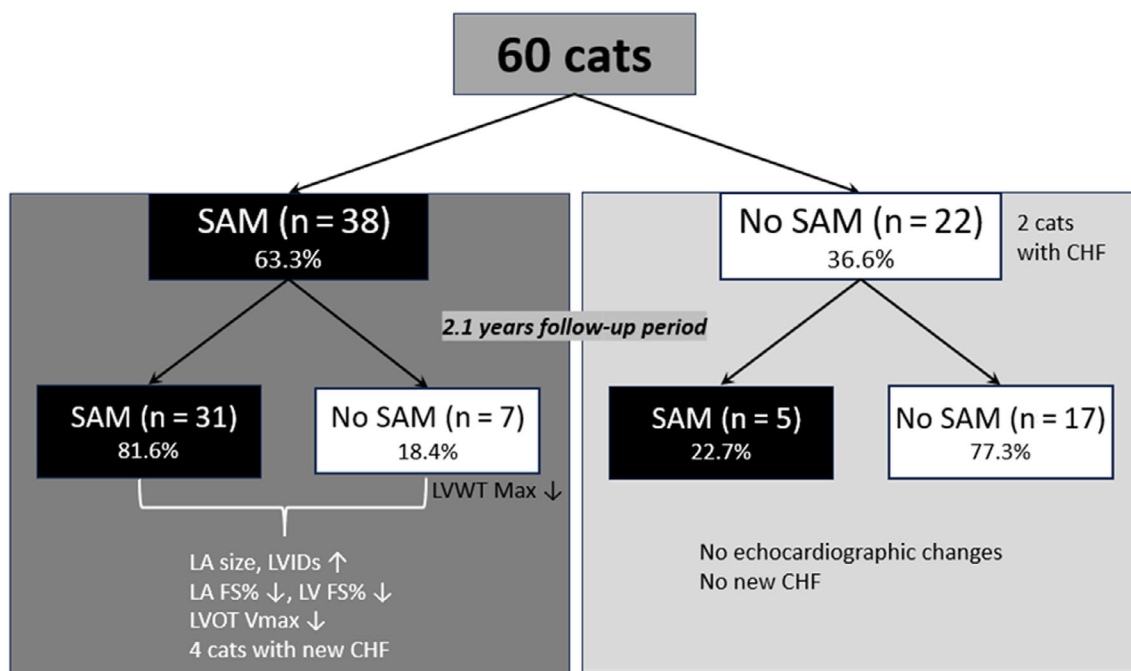 60 cats
SAM (n = 38)
63.3%
No SAM (n = 22)
36.6%
2 cats
with CHF
2.1 years follow-up period
SAM (n = 31)
81.6%
No SAM (n = 7)
18.4%
LVWT Max ↓
SAM (n = 5)
22.7%
No SAM (n = 17)
77.3%
LA size, LVIDs ↑
LA FS% ↓, LV FS% ↓
LVOT Vmax ↓
4 cats with new CHF
No echocardiographic changes
No new CHF